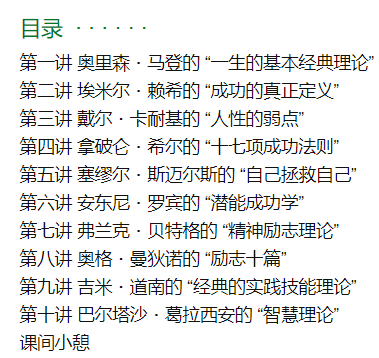 目录 ······
第一讲 奥里森·马登的 “一生的基本经典理论”
第二讲 埃米尔·赖希的 “成功的真正定义”
第三讲 戴尔·卡耐基的 “人性的弱点”
第四讲 拿破仑·希尔的 “十七项成功法则”
第五讲 塞缪尔·斯迈尔斯的 “自己拯救自己”
第六讲 安东尼·罗宾的 “潜能成功学”
第七讲 弗兰克·贝特格的 “精神励志理论”
第八讲 奥格·曼狄诺的 “励志十篇”
第九讲 吉米·道南的 “经典的实践技能理论”
第十讲 巴尔塔沙·葛拉西安的 “智慧理论”
课间小憩